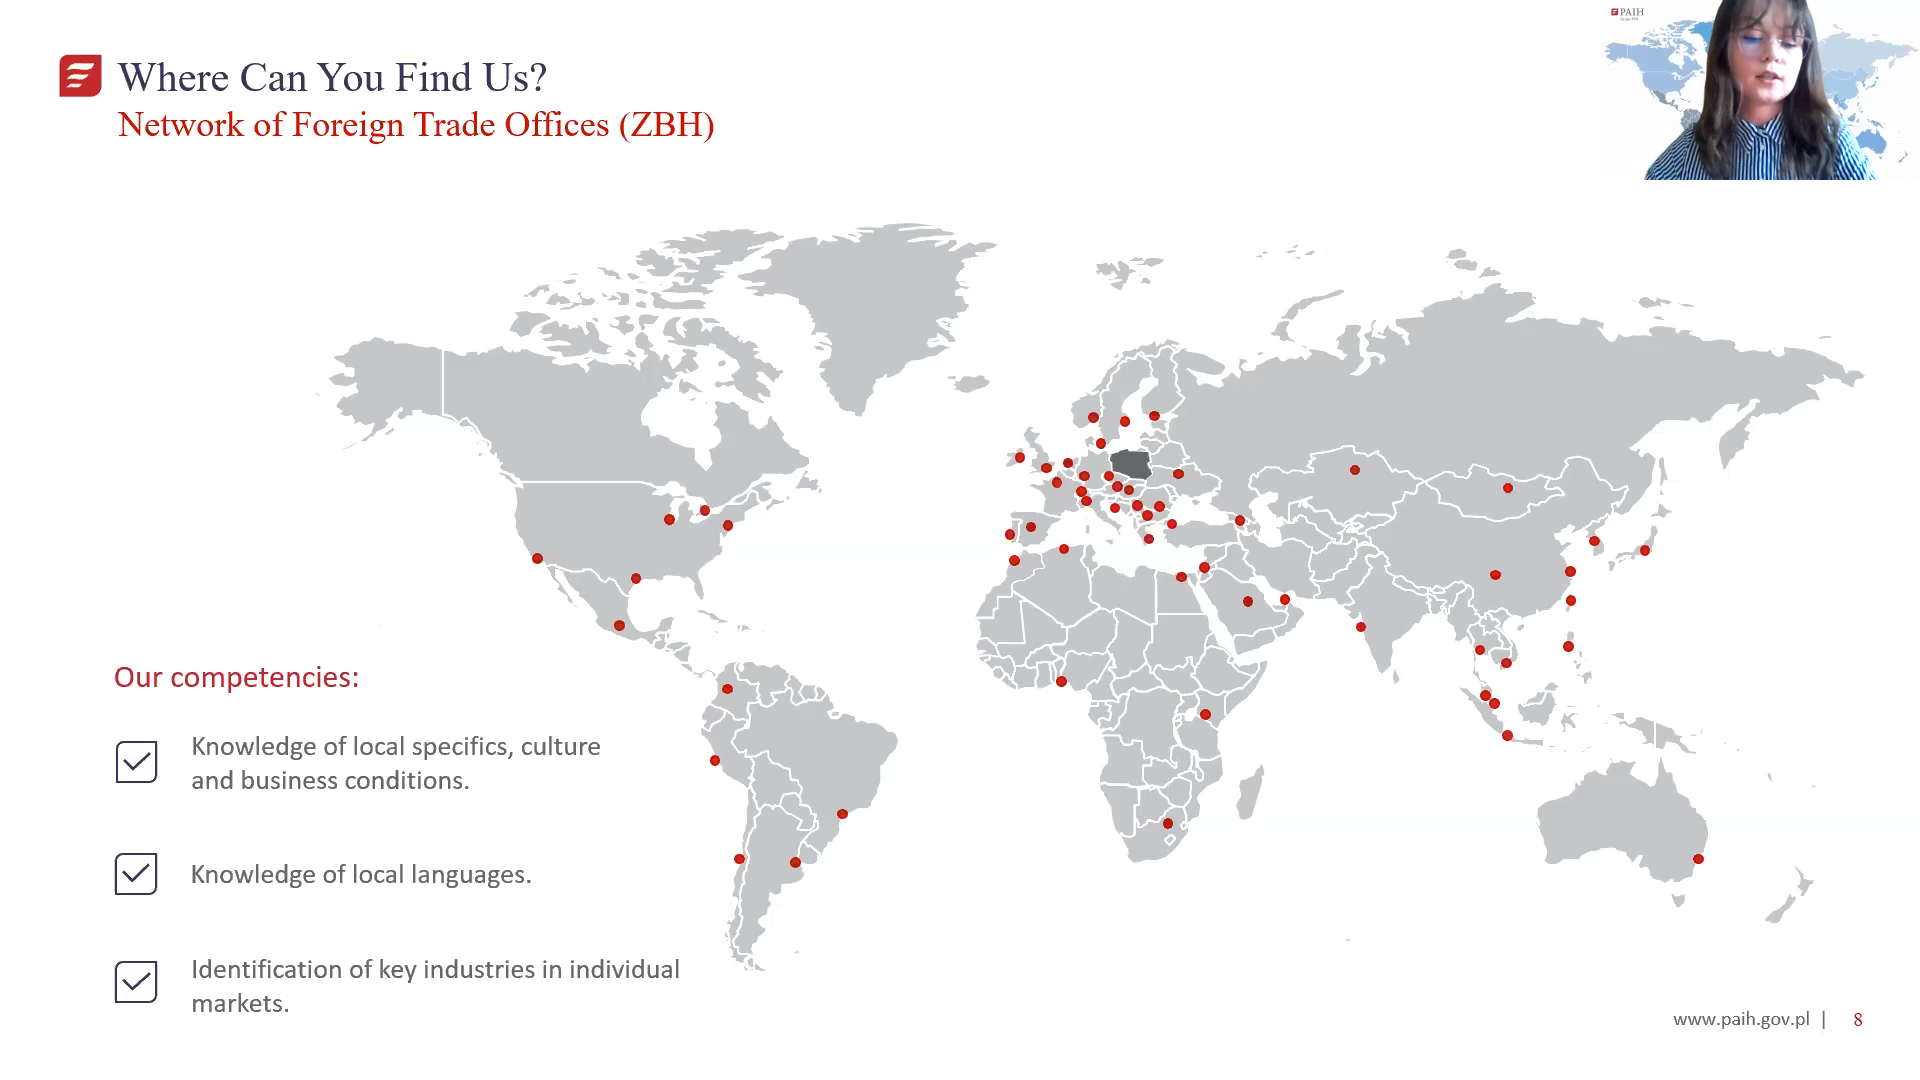 Where Can You Find Us?
Network of Foreign Trade Offices (ZBH)
PAIH
Our competencies:
Knowledge of local specifics, culture
and business conditions.
Knowledge of local languages.
Identification of key industries in individual
markets.
www.paih.gov.pl | 8